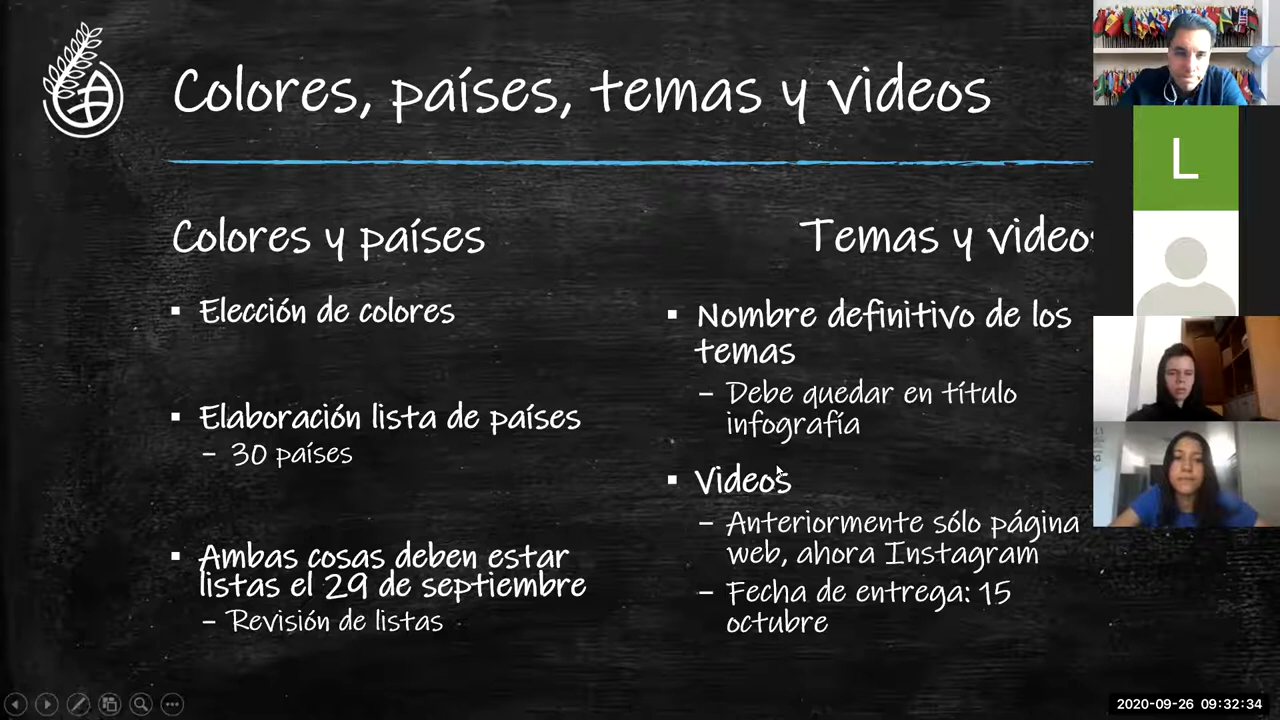 Colores, países, temas y videos
Colores y países
▪ Elección de colores
▪ Elaboración lista de países
– 30 países
▪ Ambas cosas deben estar
listas el 29 de septiembre
– Revisión de listas
Temas y videos
▪ Nombre definitivo de los
temas
– Debe quedar en título
infografía
▪ Videos
– Anteriormente sólo página
web, ahora Instagram
– Fecha de entrega: 15
octubre
L
2020-09-26 09:32:34